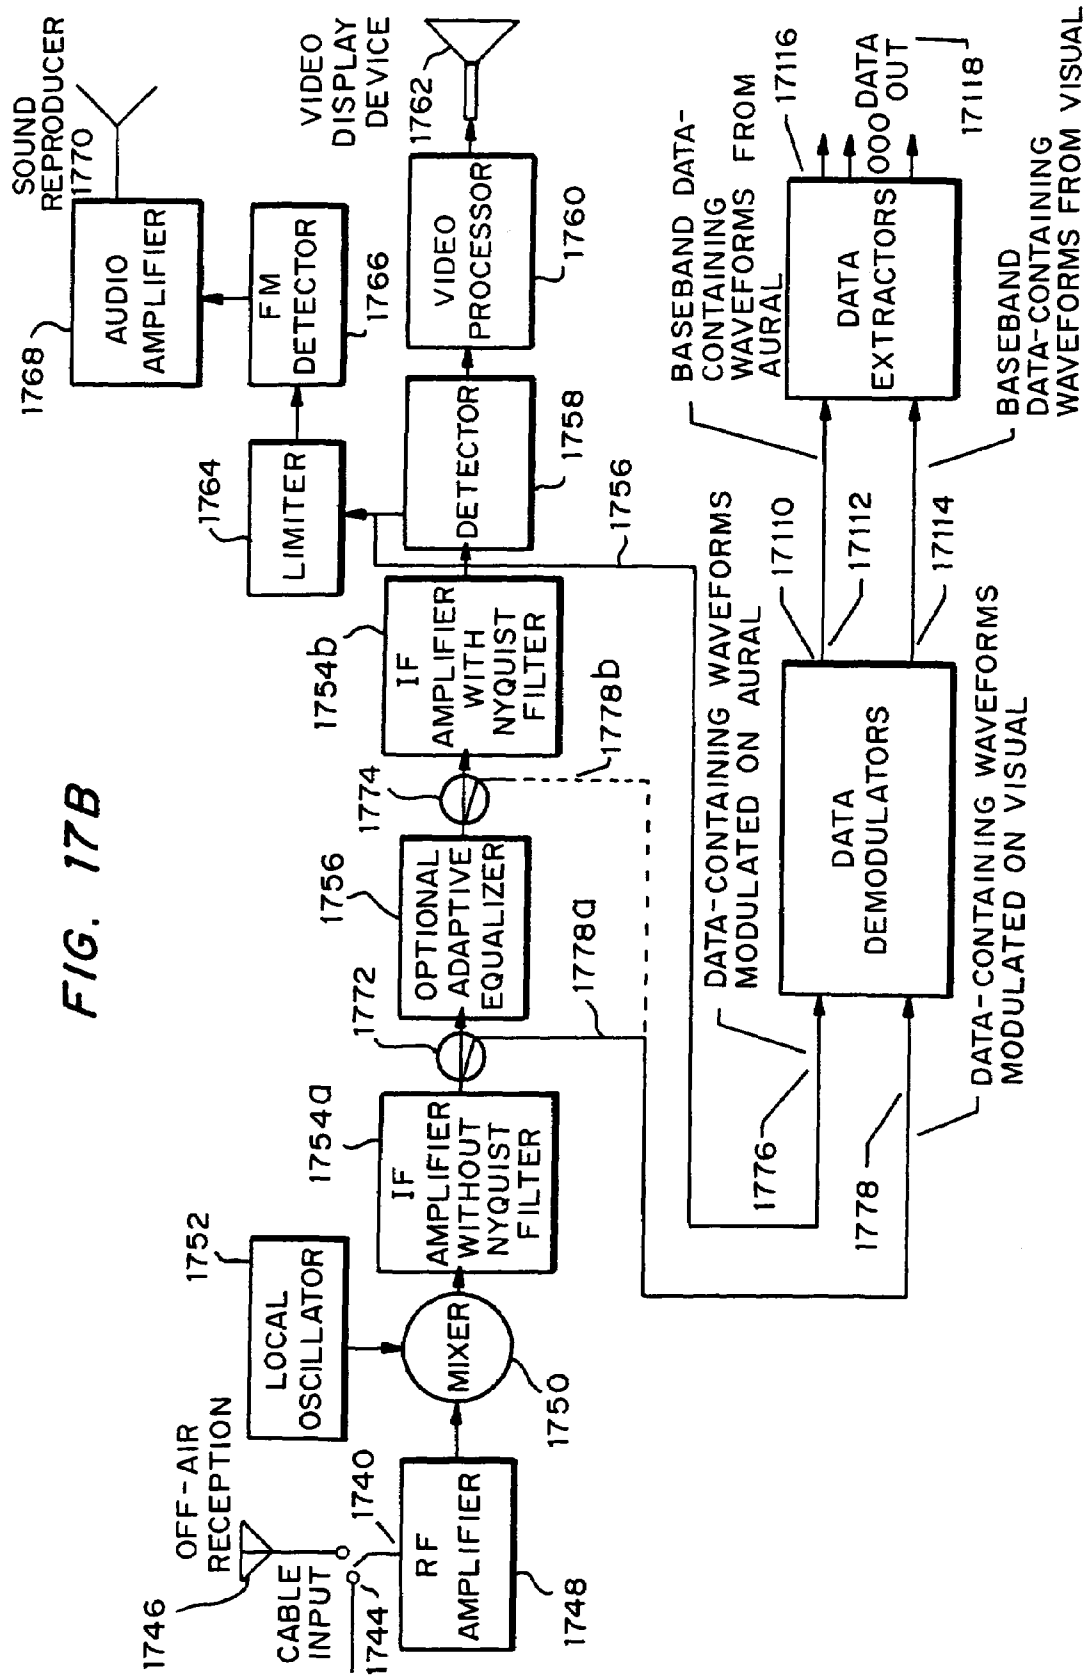 FIG. 17B
1746
OFF-AIR
RECEPTION
CABLE
INPUT
1744
1740
RF
AMPLIFIER
1748
1752
LOCAL
OSCILLATOR
MIXER
1750
1754a
IF
AMPLIFIER
WITHOUT
NYQUIST
FILTER
1772
1756
OPTIONAL
ADAPTIVE
EQUALIZER
1774
1754b
IF
AMPLIFIER
WITH
NYQUIST
FILTER
1778a
1778b
1764
LIMITER
DETECTOR
1758
1756
1768
AUDIO
AMPLIFIER
SOUND
REPRODUCER
1770
FM
DETECTOR
1766
VIDEO
PROCESSOR
1760
VIDEO
DISPLAY
DEVICE
1762
1776
DATA-CONTAINING WAVEFORMS
MODULATED ON AURAL
1778
DATA-CONTAINING WAVEFORMS
MODULATED ON VISUAL
DATA
DEMODULATORS
17110
17112
17114
BASEBAND DATA-
CONTAINING
WAVEFORMS FROM
AURAL
DATA
EXTRACTORS
BASEBAND
DATA-CONTAINING
WAVEFORMS FROM VISUAL
17116
OOO DATA
OUT
17118